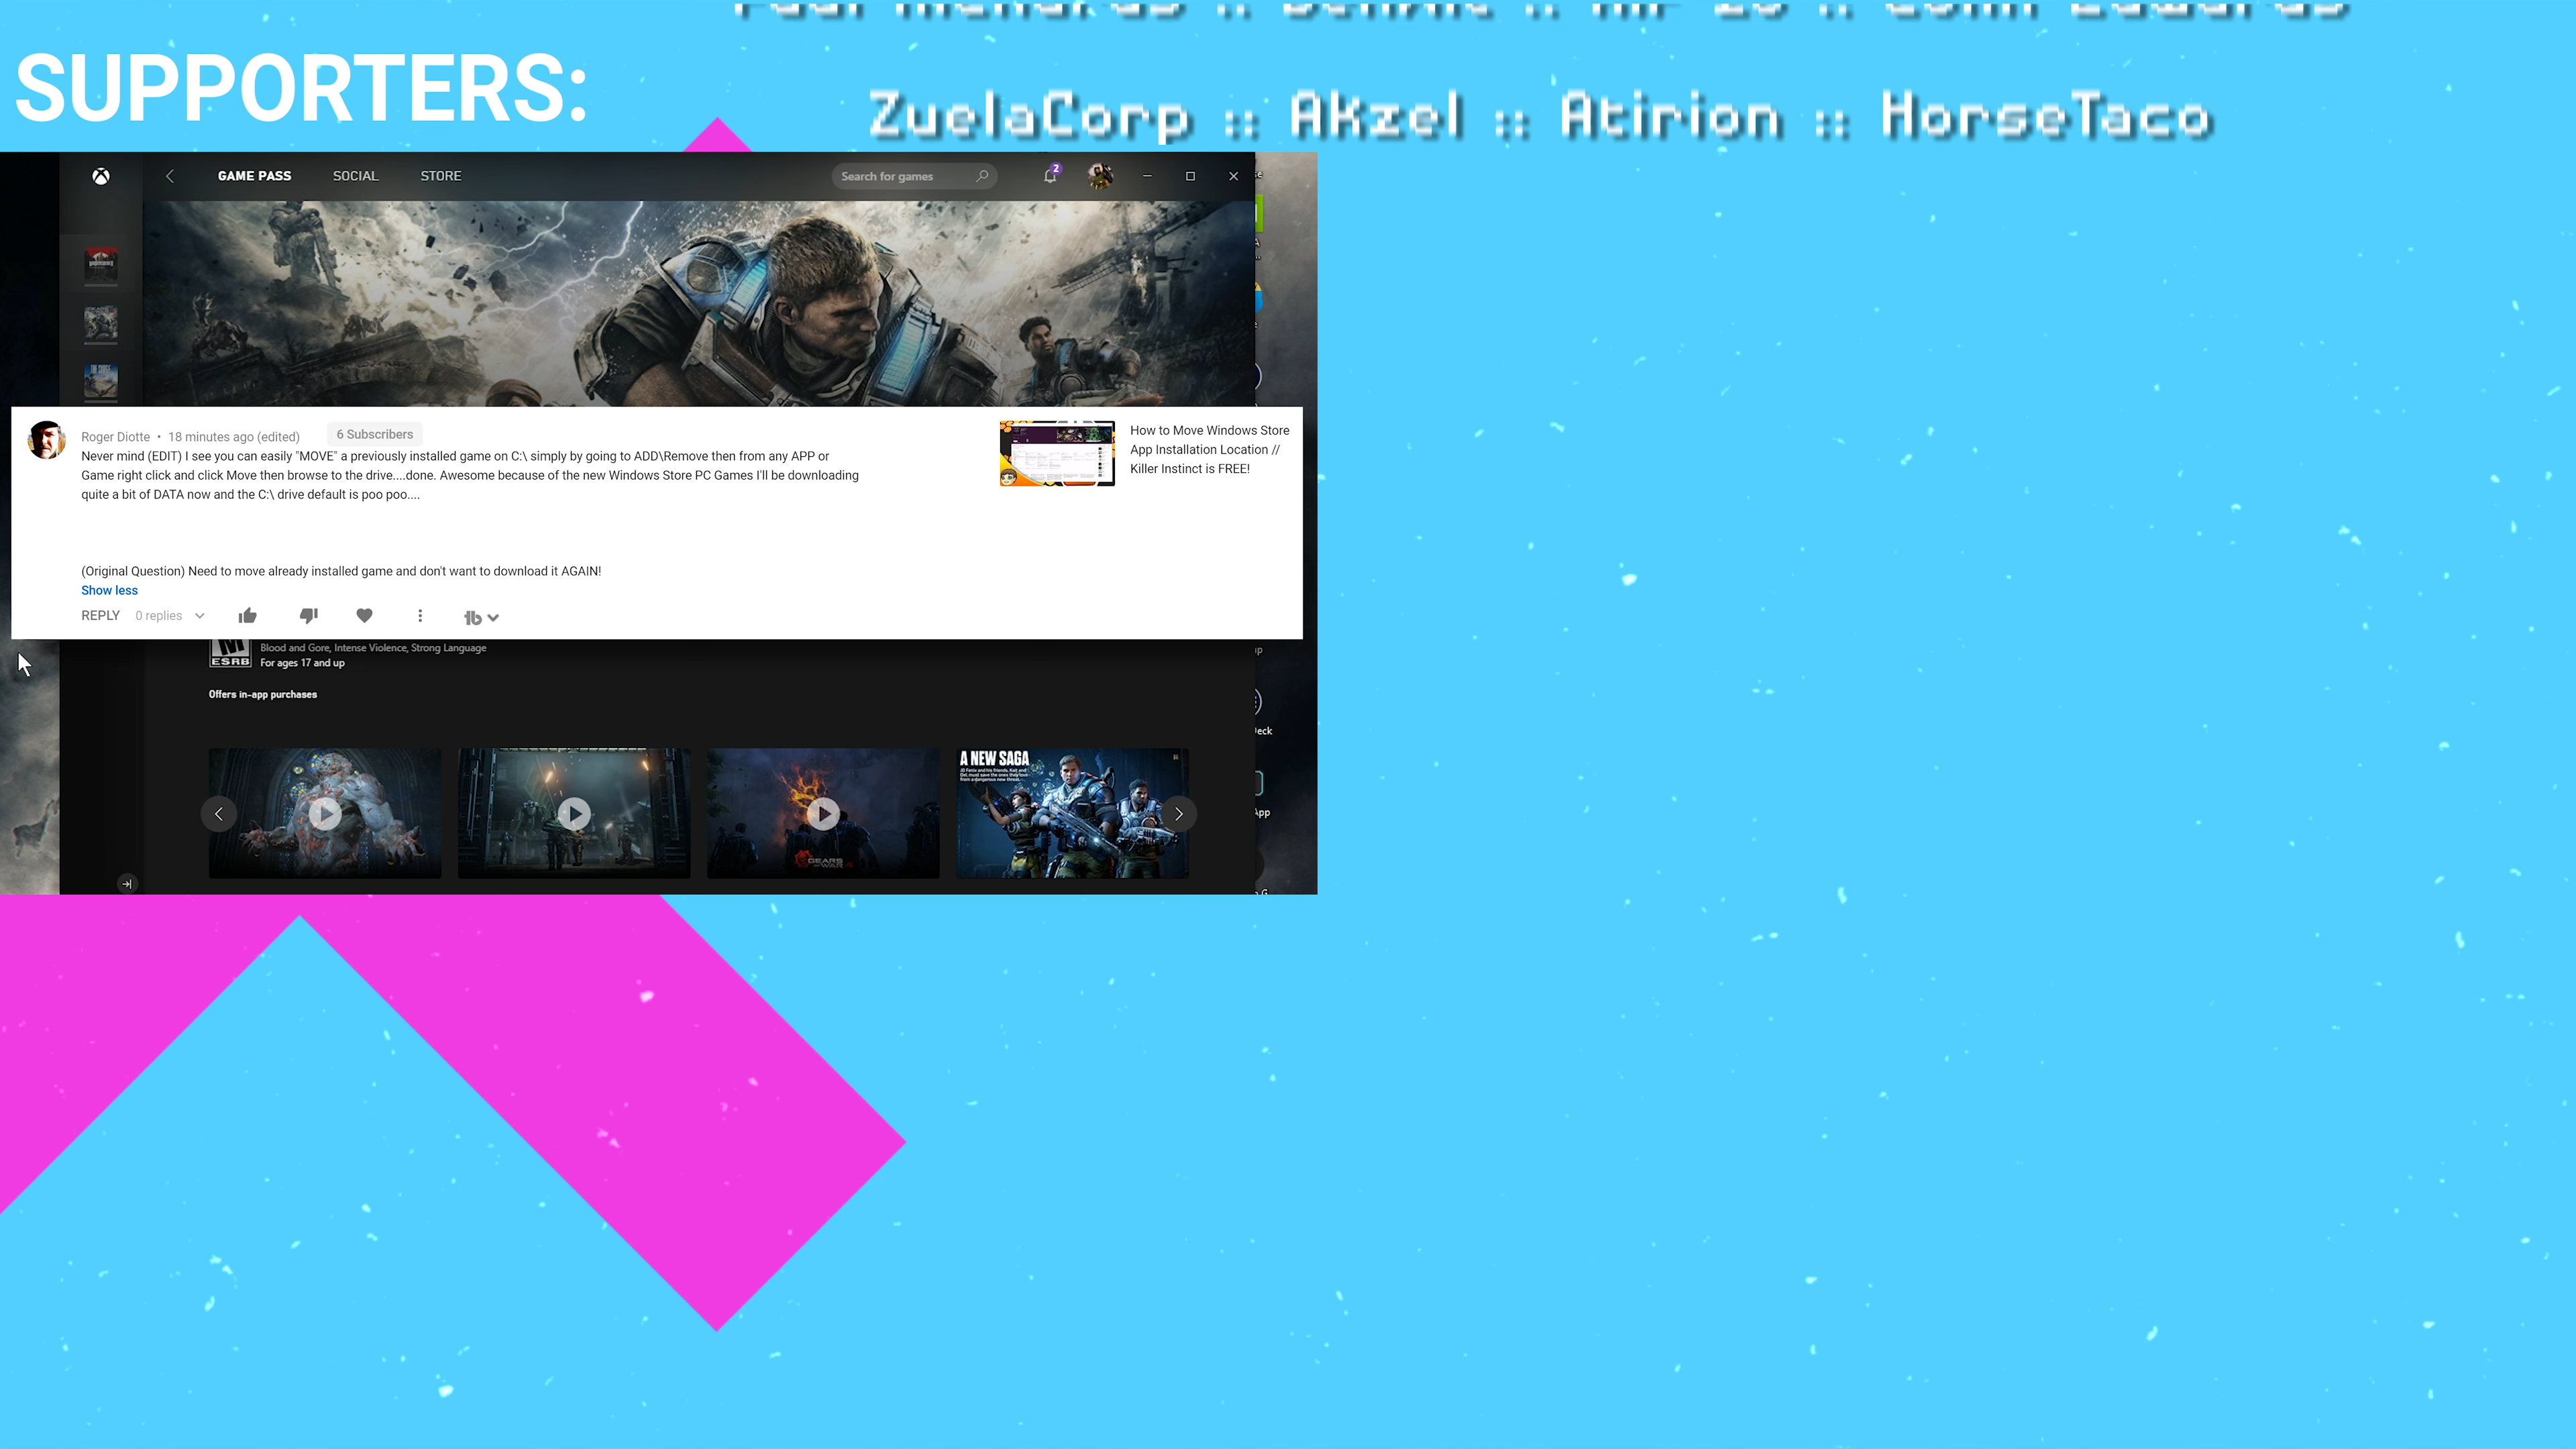 SUPPORTERS:
ZuelaCorp :: AKzel :: Atirion :: HorseTaco
GAME PASS
SOCIAL
STORE
Search for games
2
Roger Diotte • 18 minutes ago (edited)
6 Subscribers
Never mind (EDIT) I see you can easily "MOVE" a previously installed game on C:\ simply by going to ADD\Remove then from any APP or
Game right click and click Move then browse to the drive....done. Awesome because of the new Windows Store PC Games I'll be downloading
quite a bit of DATA now and the C:\ drive default is poo poo....
(Original Question) Need to move already installed game and don't want to download it AGAIN!
Show less
REPLY
0 replies
How to Move Windows Store
App Installation Location //
Killer Instinct is FREE!
ESRB
Blood and Gore, Intense Violence, Strong Language
For ages 17 and up
Offers in-app purchases
GEARS
A NEW SAGA
eck
App